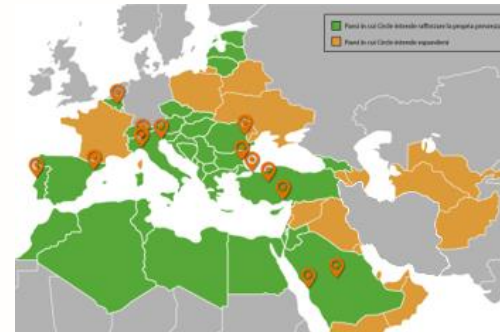 Paesi in cui Circle intende rafforzare la propria presenza
Paesi in cui Circle intende espandersi